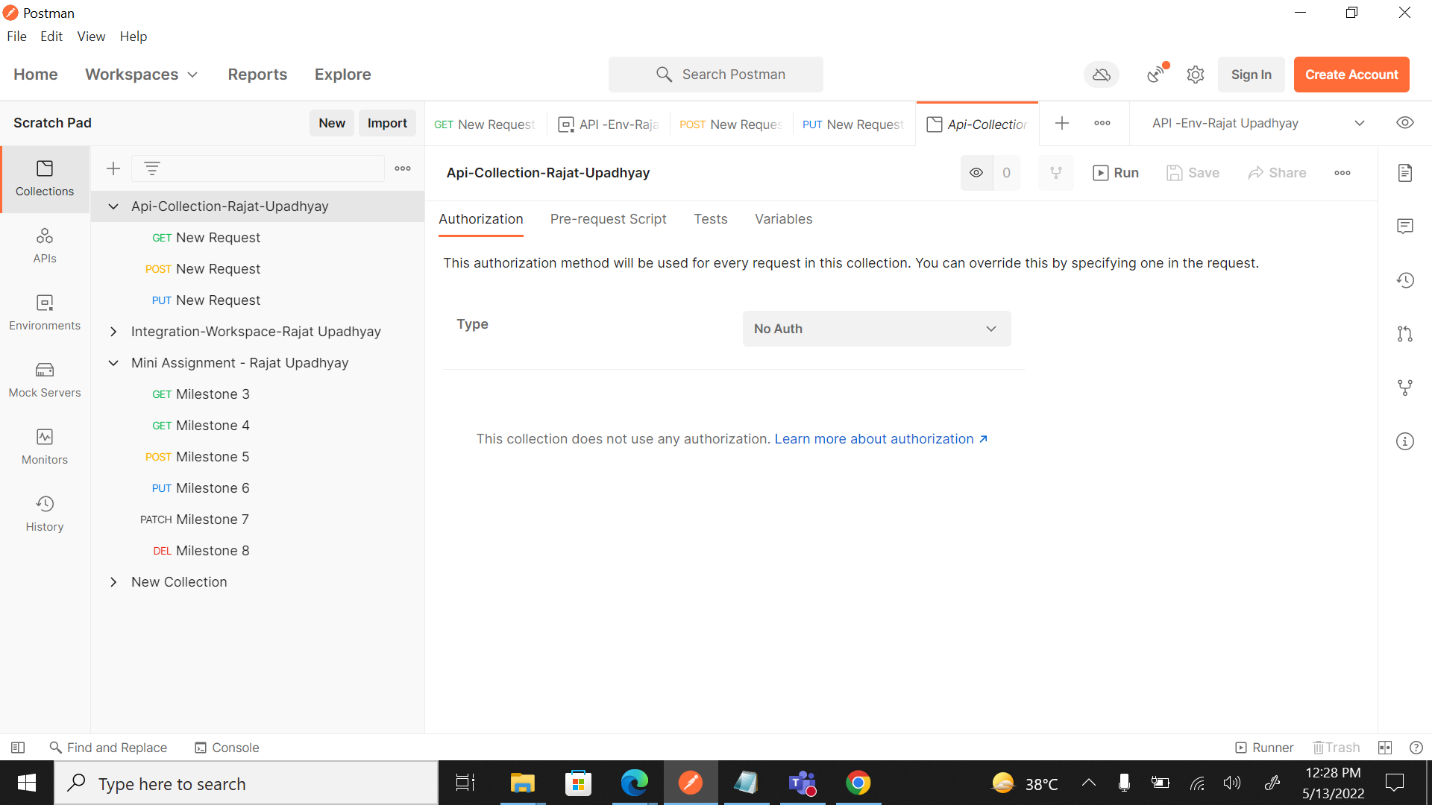 Postman
File Edit View Help
Home Workspaces Reports Explore Search Postman Sign In Create Account
Scratch Pad New Import GET New Request API -Env-Raja POST New Reques PUT New Request Api-Collection API -Env-Rajat Upadhyay
Collections
APIs
Environments
Mock Servers
Monitors
History
Api-Collection-Rajat-Upadhyay
GET New Request
POST New Request
PUT New Request
Integration-Workspace-Rajat Upadhyay
Mini Assignment - Rajat Upadhyay
GET Milestone 3
GET Milestone 4
POST Milestone 5
PUT Milestone 6
PATCH Milestone 7
DEL Milestone 8
New Collection
Api-Collection-Rajat-Upadhyay 0 Run Save Share
Authorization Pre-request Script Tests Variables
This authorization method will be used for every request in this collection. You can override this by specifying one in the request.
Type No Auth
This collection does not use any authorization. Learn more about authorization
Find and Replace Console Runner Trash
Type here to search 38°C 12:28 PM
5/13/2022